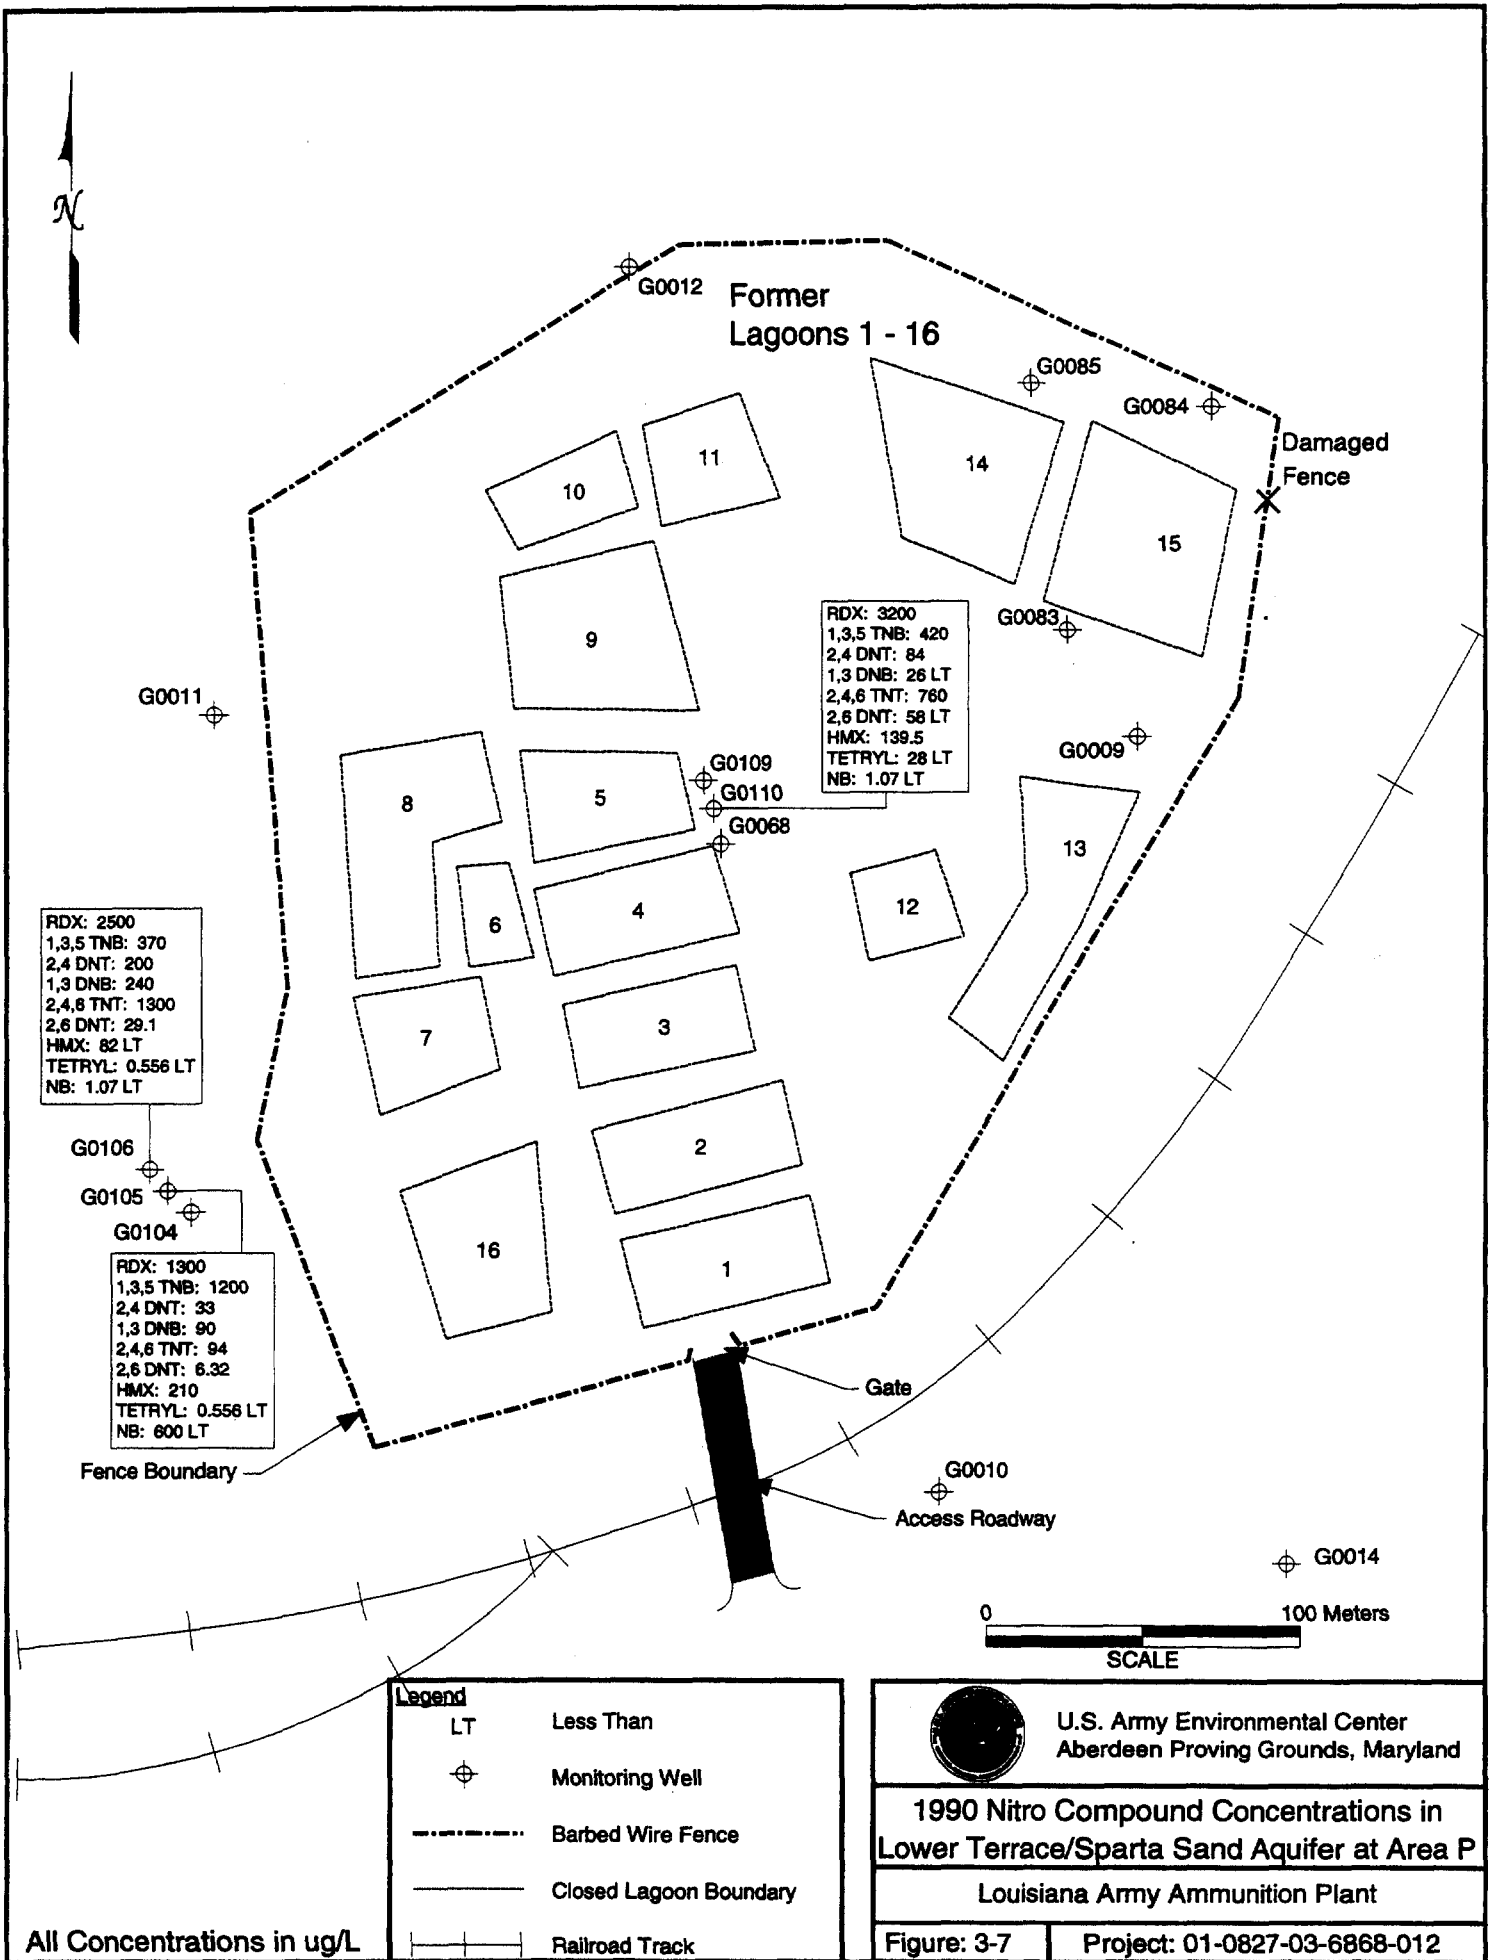 N
G0012
Former
Lagoons 1 - 16
G0085
G0084
Damaged
Fence
11
10
14
15
9
RDX: 3200
1,3,5 TNB: 420
2,4 DNT: 84
1,3 DNB: 26 LT
2,4,6 TNT: 760
2,6 DNT: 58 LT
HMX: 139.5
TETRYL: 28 LT
NB: 1.07 LT
G0083
G0011
G0009
G0109
G0110
G0068
8
5
13
12
4
6
RDX: 2500
1,3,5 TNB: 370
2,4 DNT: 200
1,3 DNB: 240
2,4,6 TNT: 1300
2,6 DNT: 29.1
HMX: 82 LT
TETRYL: 0.556 LT
NB: 1.07 LT
7
3
2
G0106
G0105
G0104
16
1
RDX: 1300
1,3,5 TNB: 1200
2,4 DNT: 33
1,3 DNB: 90
2,4,6 TNT: 94
2,6 DNT: 6.32
HMX: 210
TETRYL: 0.556 LT
NB: 600 LT
Gate
Fence Boundary
G0010
Access Roadway
G0014
0 100 Meters
SCALE
Legend
LT Less Than
Monitoring Well
Barbed Wire Fence
Closed Lagoon Boundary
Railroad Track
All Concentrations in ug/L
U.S. Army Environmental Center
Aberdeen Proving Grounds, Maryland
1990 Nitro Compound Concentrations in
Lower Terrace/Sparta Sand Aquifer at Area P
Louisiana Army Ammunition Plant
Figure: 3-7
Project: 01-0827-03-6868-012